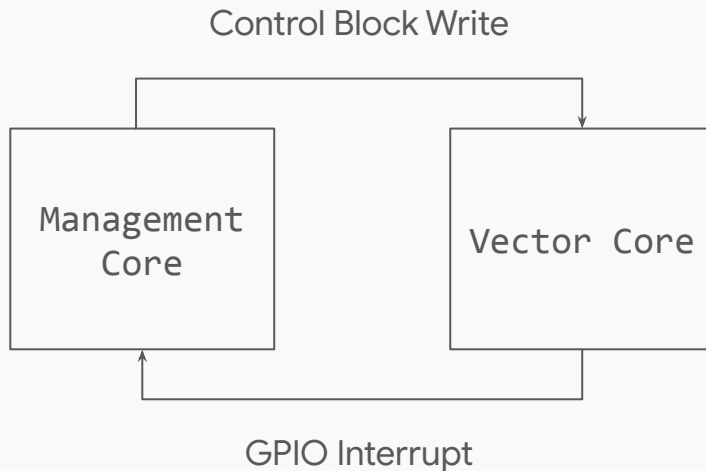 Control Block Write
Management
Core
Vector Core
GPIO Interrupt